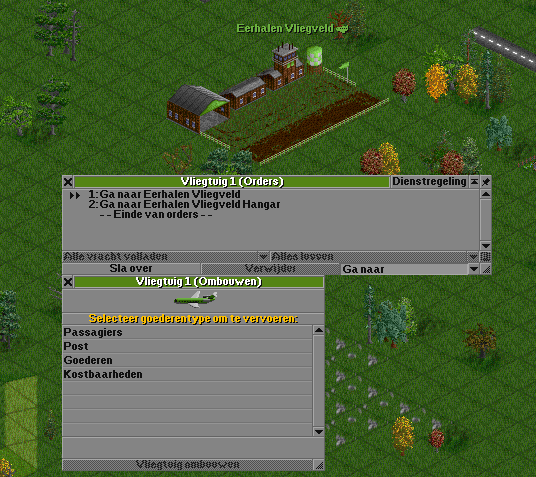 Eerhalen Vliegveld
Vliegtuig 1 (Orders)
Dienstregeling
1: Ga naar Eerhalen Vliegveld
2: Ga naar Eerhalen Vliegveld Hangar
- - Einde van orders - -
Alle vracht volladen
Alles lossen
Sla over
Verwijder
Ga naar
Vliegtuig 1 (Ombouwen)
Selecteer goederentype om te vervoeren:
Passagiers
Post
Goederen
Kostbaarheden
Vliegtuig ombouwen